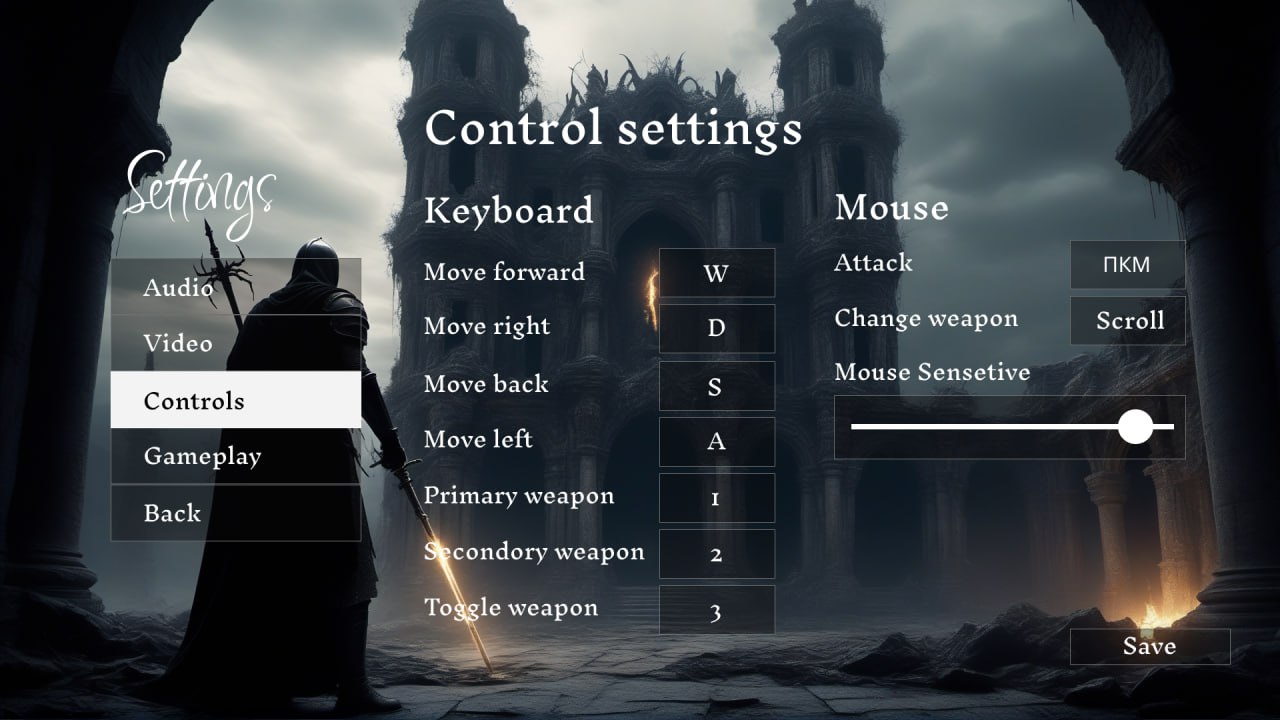 Settings
Audio
Video
Controls
Gameplay
Back
Control settings
Keyboard
Move forward W
Move right D
Move back S
Move left A
Primary weapon 1
Secondory weapon 2
Toggle weapon 3
Mouse
Attack ПКМ
Change weapon Scroll
Mouse Sensetive
Save